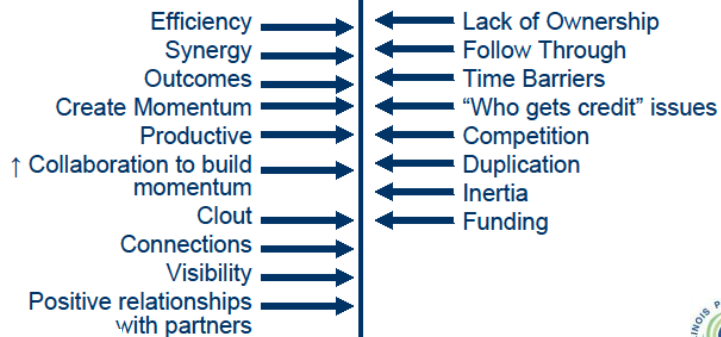 Efficiency
Synergy
Outcomes
Create Momentum
Productive
↑ Collaboration to build
momentum
Clout
Connections
Visibility
Positive relationships
with partners
Lack of Ownership
Follow Through
Time Barriers
“Who gets credit” issues
Competition
Duplication
Inertia
Funding